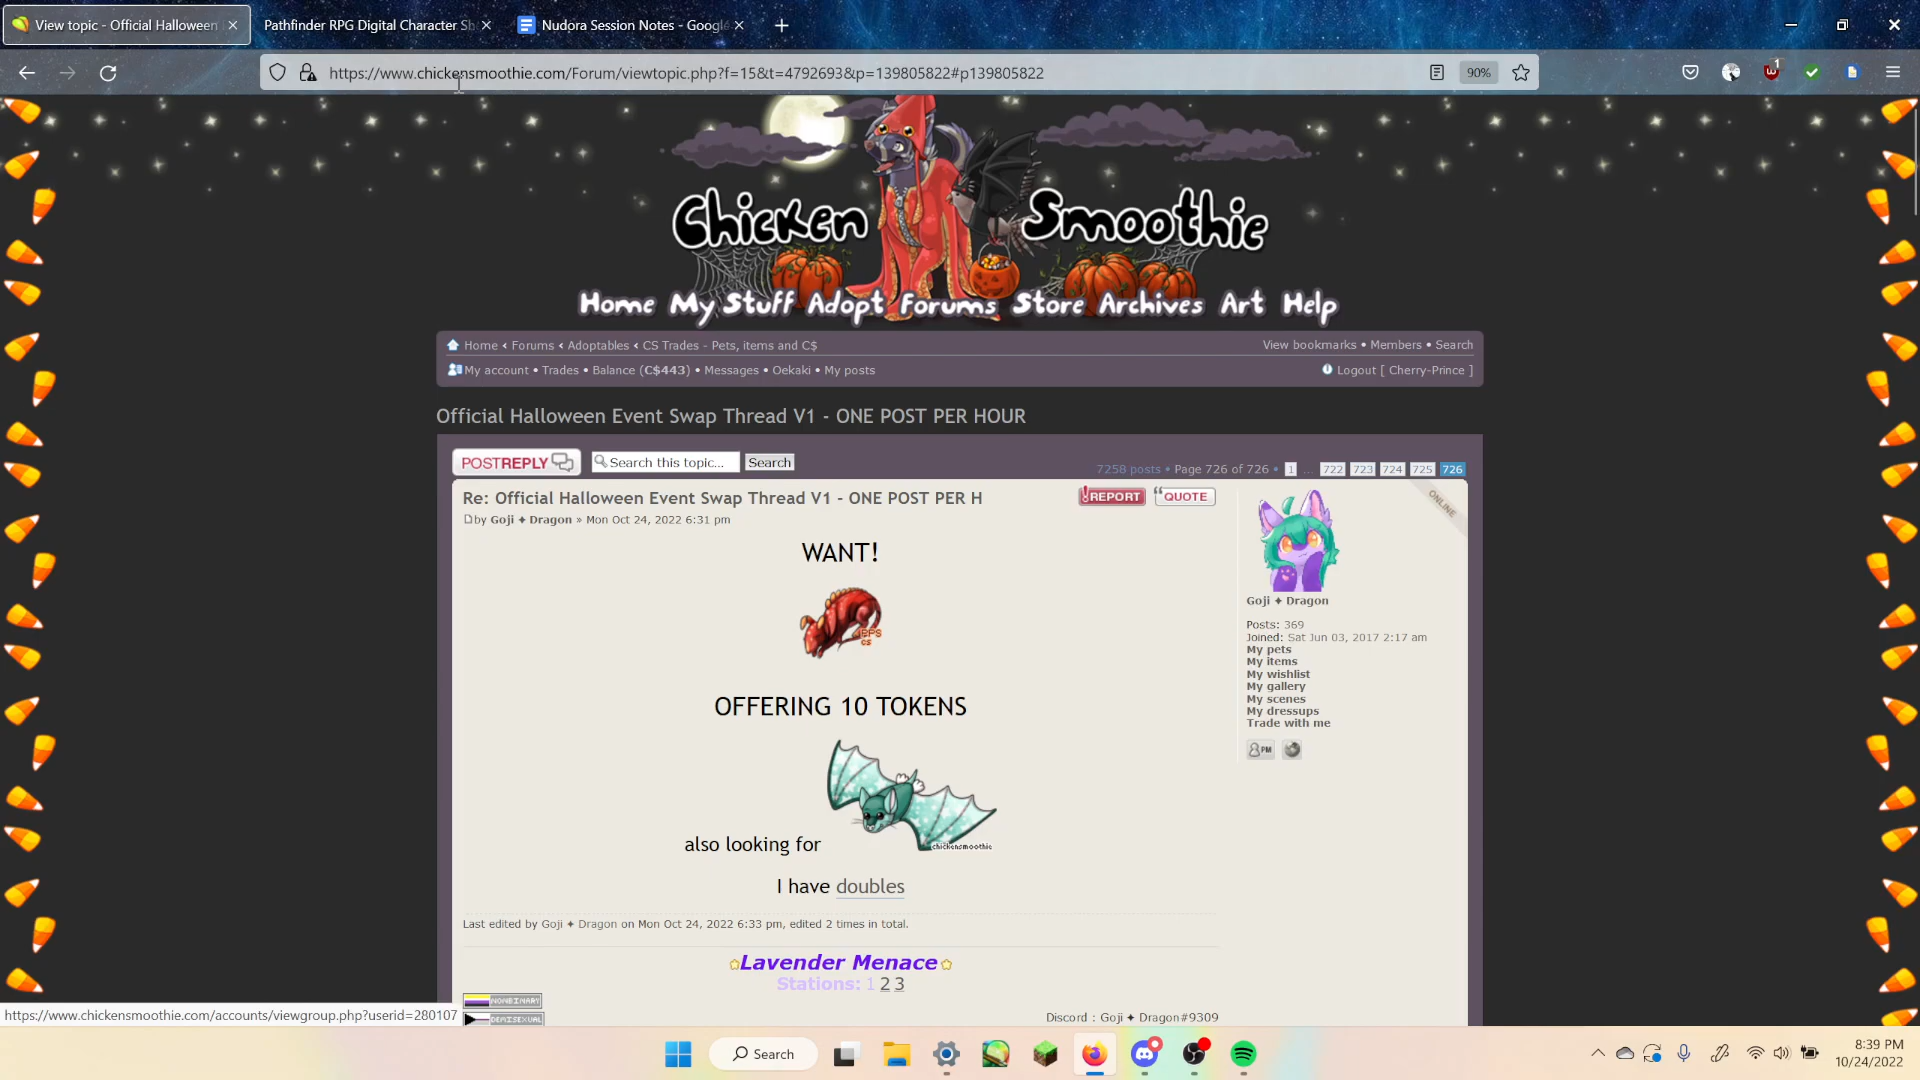 View topic - Official Halloween
Pathfinder RPG Digital Character Sh
Nudora Session Notes - Google
https://www.chickensmoothie.com/Forum/viewtopic.php?f=15&t=4792693&p=139805822#p139805822
90%
1
Chicken Smoothie
Home My Stuff Adopt Forums Store Archives Art Help
Home ‹ Forums ‹ Adoptables ‹ CS Trades - Pets, items and C$
View bookmarks • Members • Search
My account • Trades • Balance (C$443) • Messages • Oekaki • My posts
Logout [ Cherry-Prince ]
Official Halloween Event Swap Thread V1 - ONE POST PER HOUR
POSTREPLY
Search this topic...
Search
7258 posts • Page 726 of 726 • 1 ... 722 723 724 725 726
Re: Official Halloween Event Swap Thread V1 - ONE POST PER H
!REPORT
"QUOTE
ONLINE
by Goji ✦ Dragon » Mon Oct 24, 2022 6:31 pm
WANT!
CS
OFFERING 10 TOKENS
chickensmoothie
also looking for
I have doubles
Last edited by Goji ✦ Dragon on Mon Oct 24, 2022 6:33 pm, edited 2 times in total.
Lavender Menace
Stations: 1 2 3
NONBINARY
DEMISEXUAL
Discord : Goji ✦ Dragon#9309
Goji ✦ Dragon
Posts: 369
Joined: Sat Jun 03, 2017 2:17 am
My pets
My items
My wishlist
My gallery
My scenes
My dressups
Trade with me
PM
https://www.chickensmoothie.com/accounts/viewgroup.php?userid=280107
Search
8:39 PM
10/24/2022